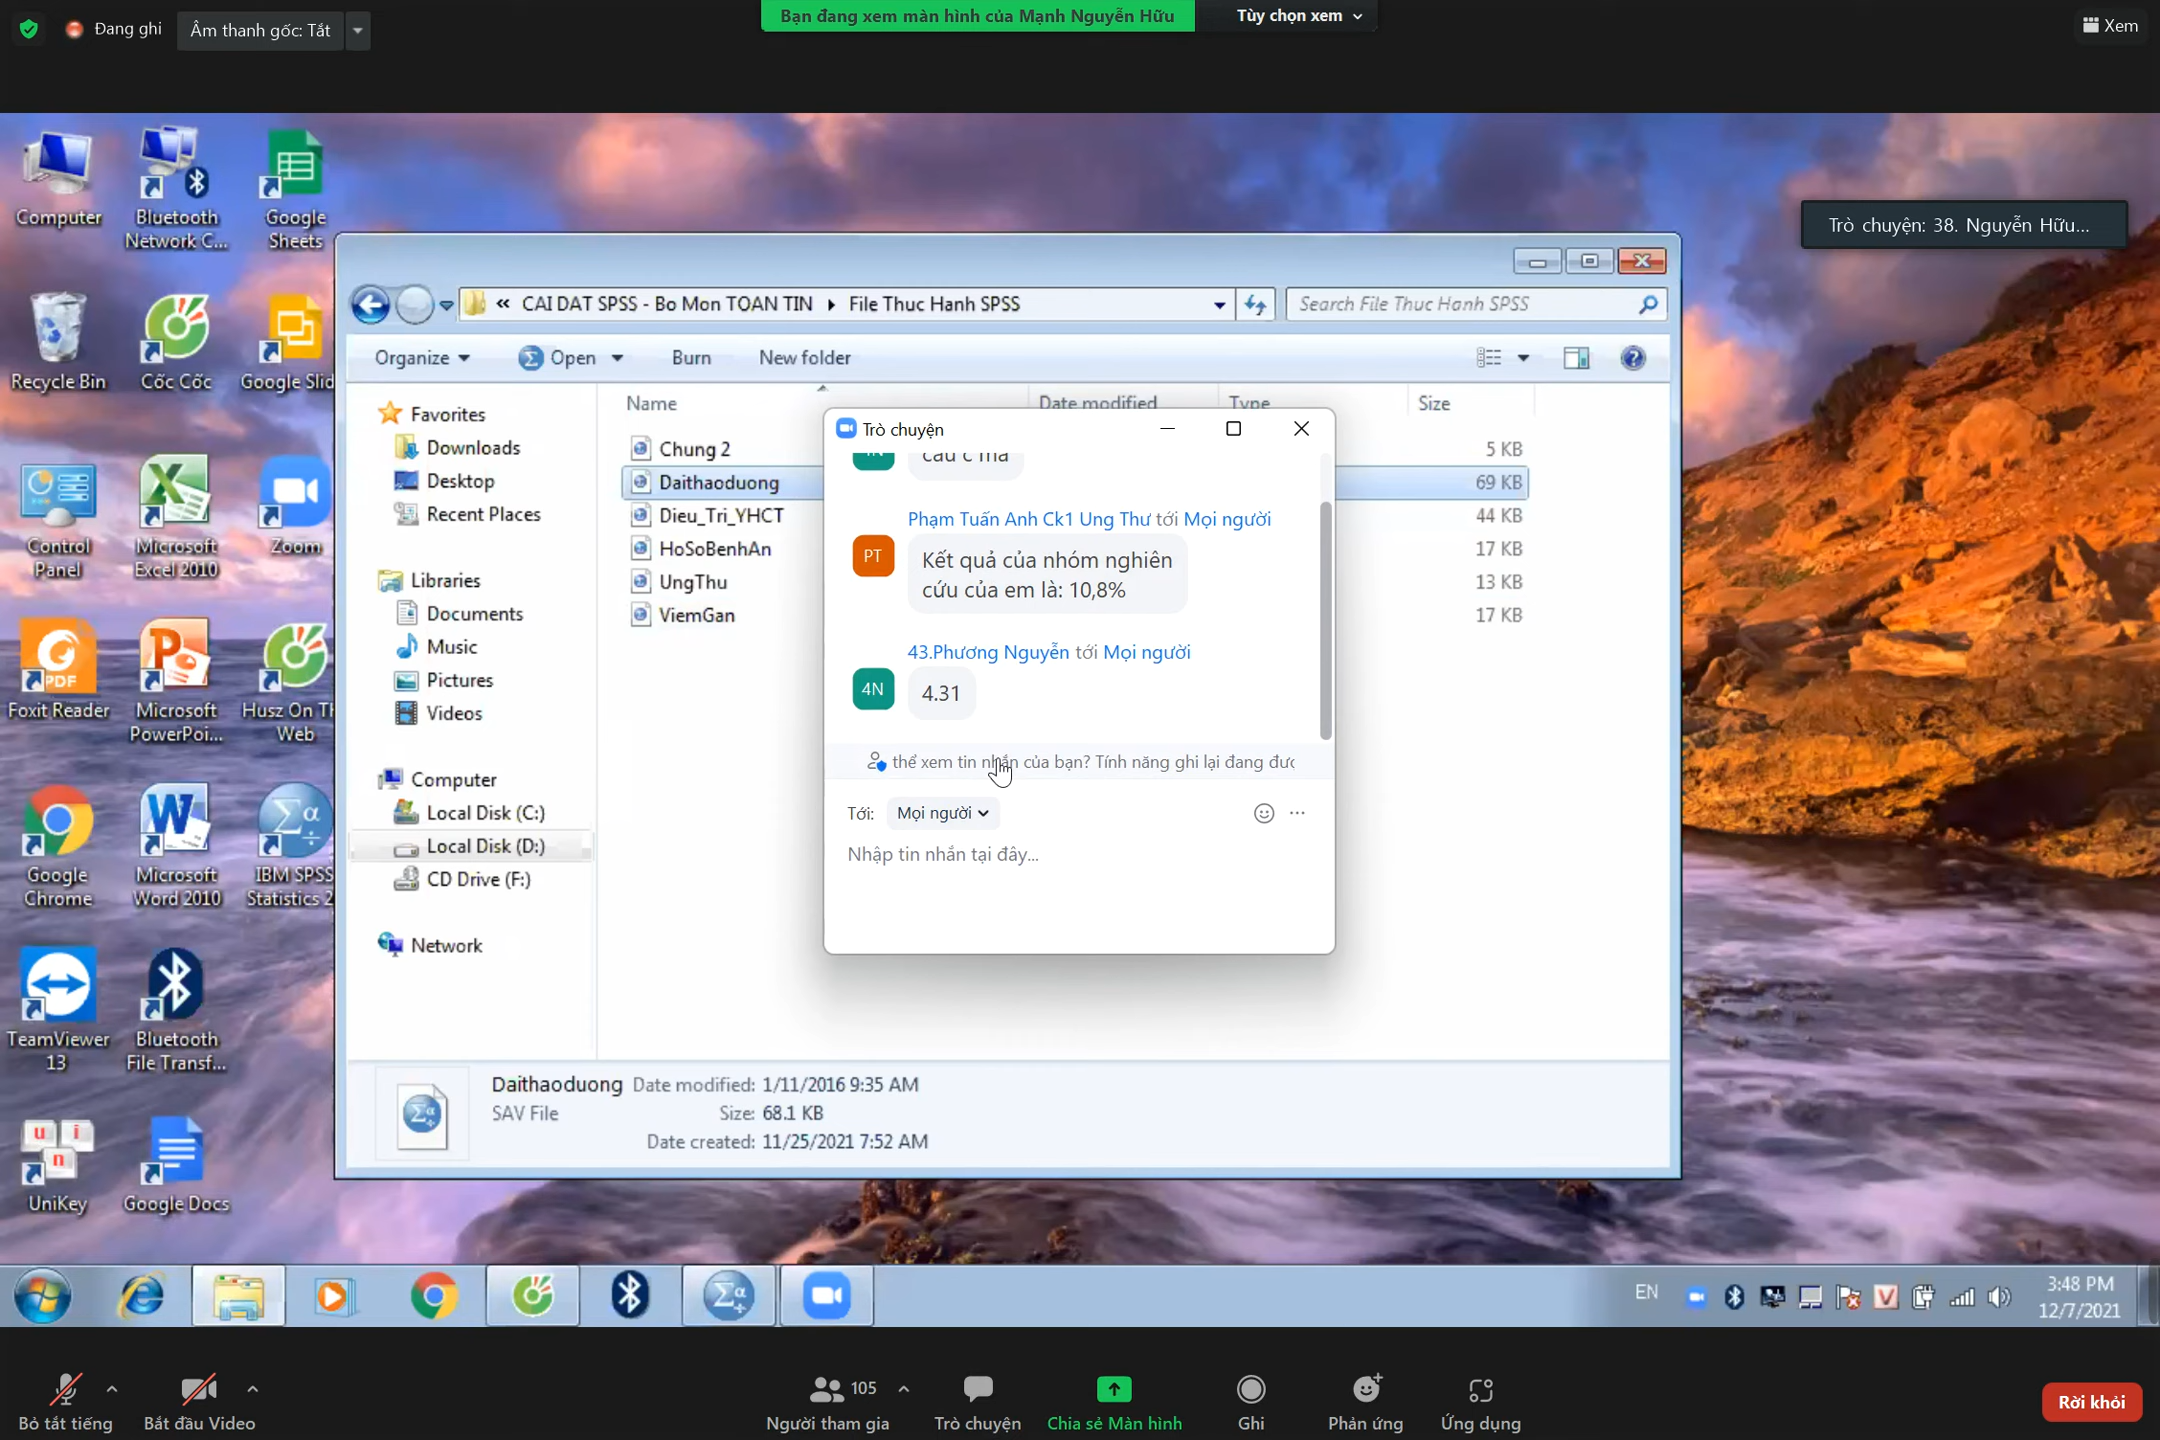 Đang ghi
Âm thanh gốc: Tắt
Bạn đang xem màn hình của Mạnh Nguyễn Hữu
Tùy chọn xem
Xem
Trò chuyện: 38. Nguyễn Hữu...
Computer
Bluetooth
Network C...
Google
Sheets
Recycle Bin
Cốc Cốc
Google Slid
Control
Panel
Microsoft
Excel 2010
Zoom
PDF
Foxit Reader
Microsoft
PowerPoi...
Husz On Th
Web
Google
Chrome
Microsoft
Word 2010
IBM SPSS
Statistics 2
TeamViewer
13
Bluetooth
File Transf...
UniKey
Google Docs
« CAI DAT SPSS - Bo Mon TOAN TIN
File Thuc Hanh SPSS
Search File Thuc Hanh SPSS
Organize
Open
Burn
New folder
Name
Date modified
Type
Size
Favorites
Downloads
Desktop
Recent Places
Libraries
Documents
Music
Pictures
Videos
Computer
Local Disk (C:)
Local Disk (D:)
CD Drive (F:)
Network
Chung 2
5 KB
Daithaoduong
69 KB
Dieu_Tri_YHCT
44 KB
HoSoBenhAn
17 KB
UngThu
13 KB
ViemGan
17 KB
Trò chuyện
Phạm Tuấn Anh Ck1 Ung Thư tới Mọi người
PT
Kết quả của nhóm nghiên
cứu của em là: 10,8%
43.Phương Nguyễn tới Mọi người
4N
4.31
thể xem tin nhắn của bạn? Tính năng ghi lại đang đượ
Tới:
Mọi người
Nhập tin nhắn tại đây...
Daithaoduong
Date modified: 1/11/2016 9:35 AM
SAV File
Size: 68.1 KB
Date created: 11/25/2021 7:52 AM
EN
3:48 PM
12/7/2021
Bỏ tắt tiếng
Bắt đầu Video
105
Người tham gia
Trò chuyện
Chia sẻ Màn hình
Ghi
Phản ứng
Ứng dụng
Rời khỏi